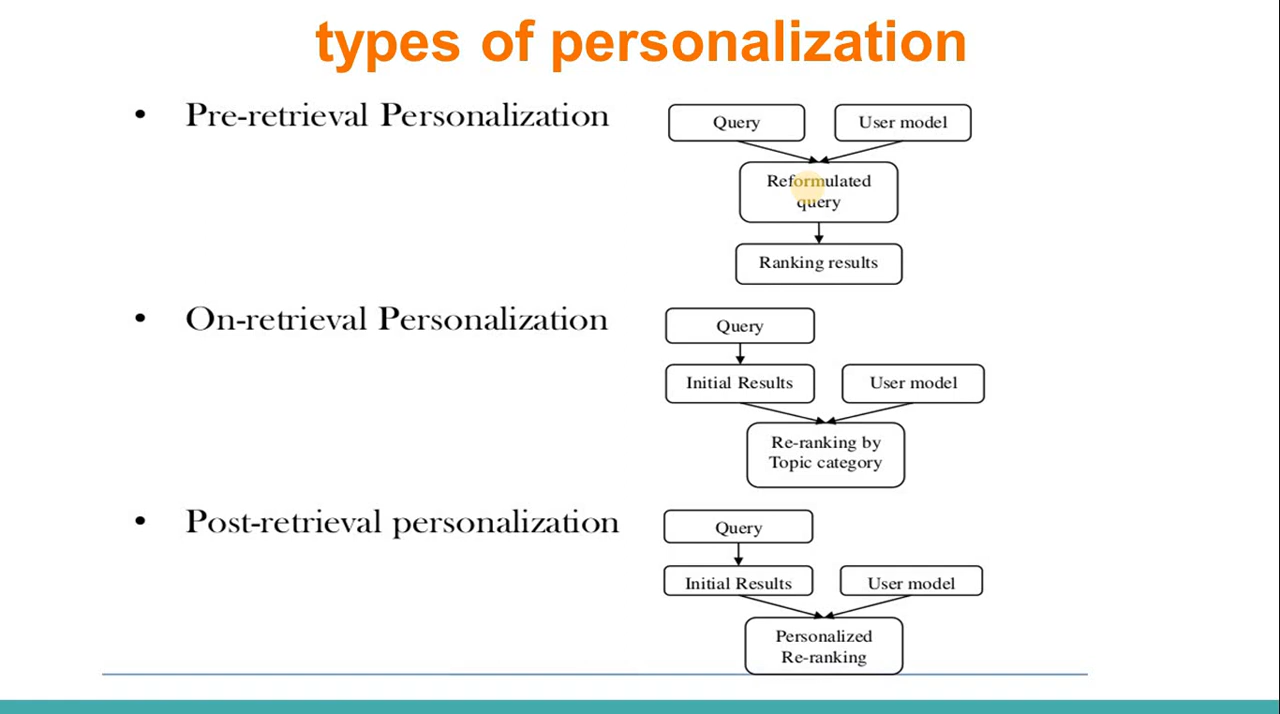 types of personalization
• Pre-retrieval Personalization
Query
User model
Reformulated
query
Ranking results
• On-retrieval Personalization
Query
Initial Results
User model
Re-ranking by
Topic category
• Post-retrieval personalization
Query
Initial Results
User model
Personalized
Re-ranking